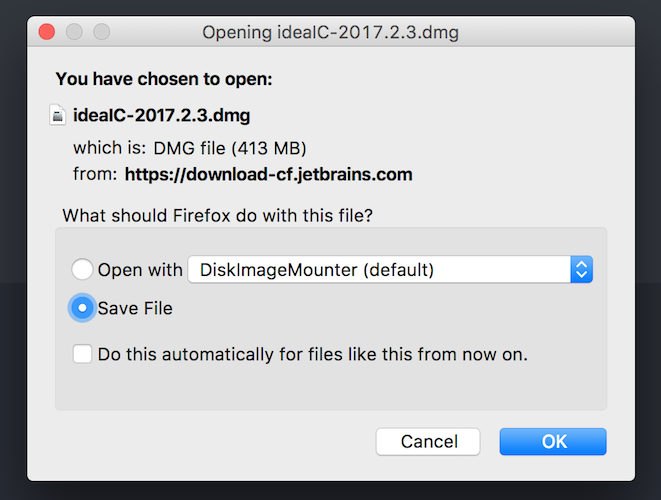 Opening ideaIC-2017.2.3.dmg
You have chosen to open:
ideaIC-2017.2.3.dmg
which is: DMG file (413 MB)
from: https://download-cf.jetbrains.com
What should Firefox do with this file?
Open with DiskImageMounter (default)
Save File
Do this automatically for files like this from now on.
Cancel OK